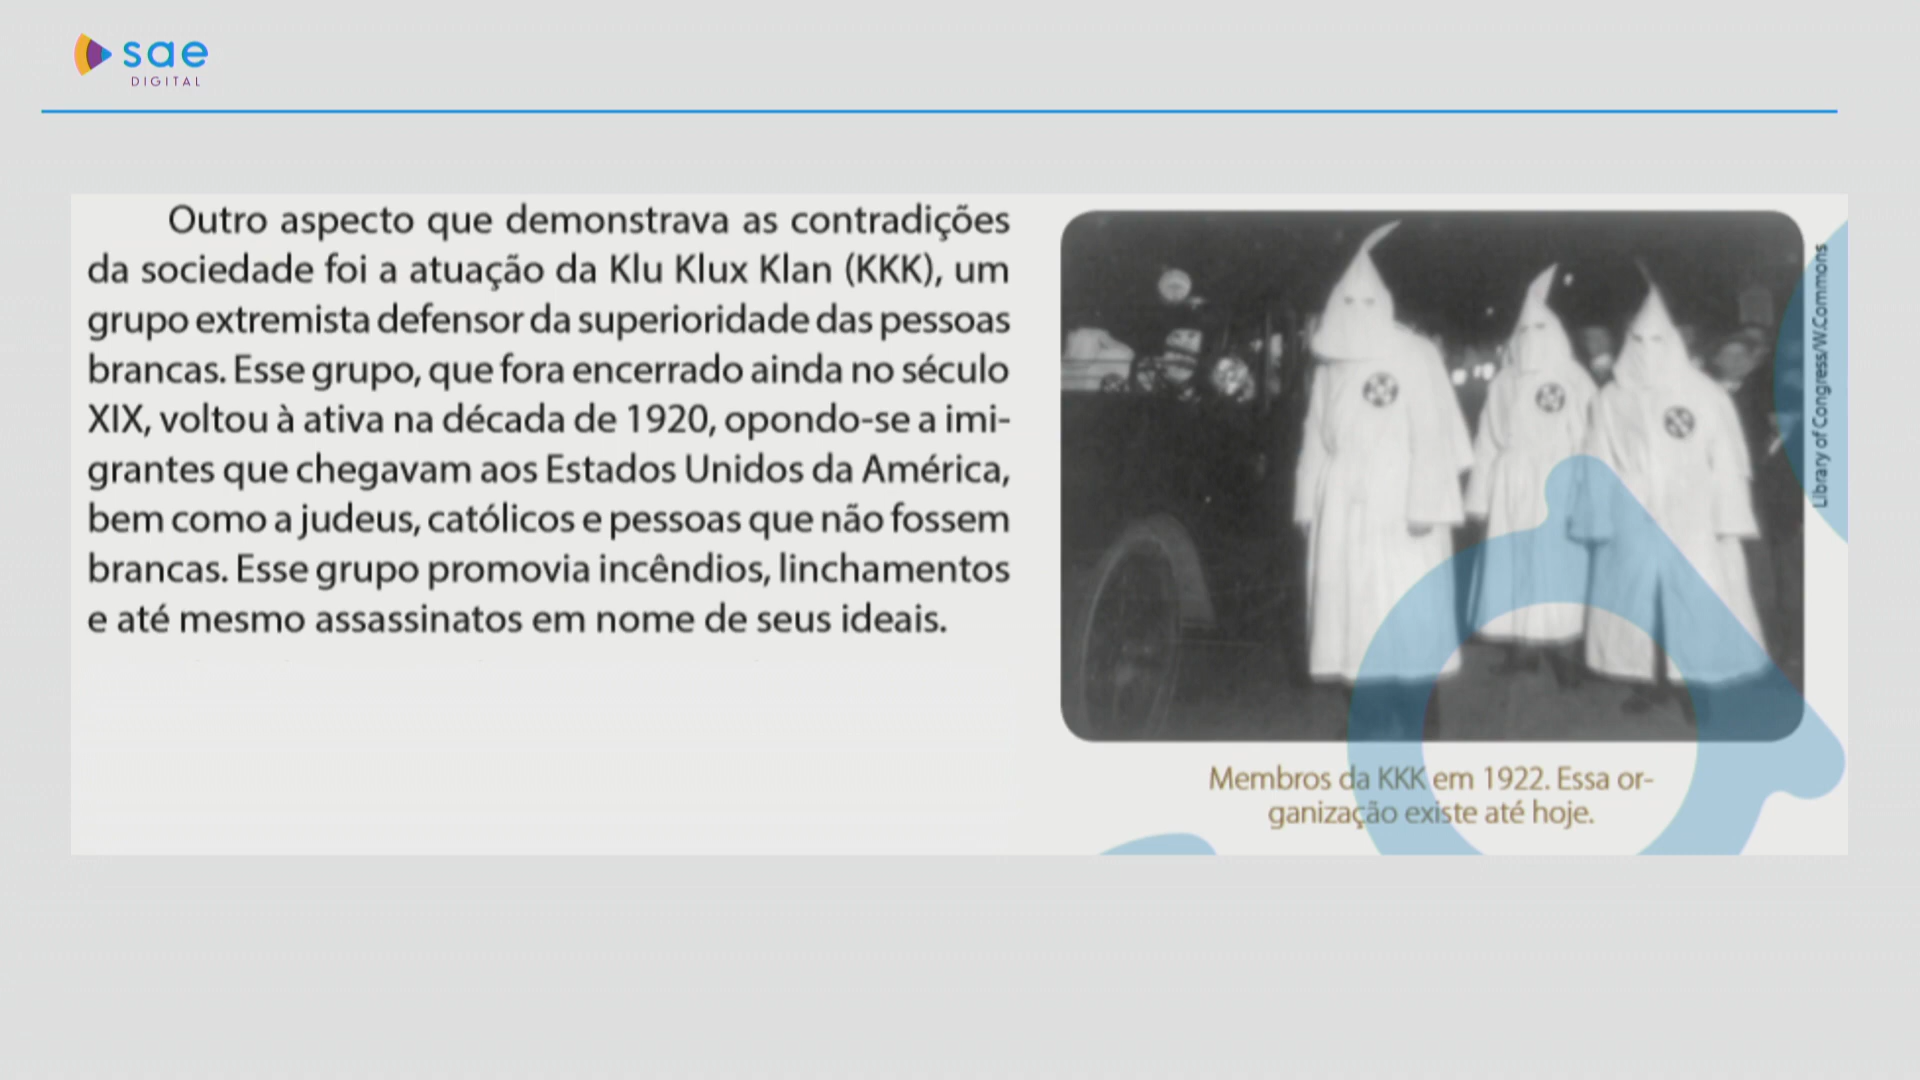 sae
DIGITAL
Outro aspecto que demonstrava as contradições
da sociedade foi a atuação da Klu Klux Klan (KKK), um
grupo extremista defensor da superioridade das pessoas
brancas. Esse grupo, que fora encerrado ainda no século
XIX, voltou à ativa na década de 1920, opondo-se a imi-
grantes que chegavam aos Estados Unidos da América,
bem como a judeus, católicos e pessoas que não fossem
brancas. Esse grupo promovia incêndios, linchamentos
e até mesmo assassinatos em nome de seus ideais.
Library of Congress/W.Commons
Membros da KKK em 1922. Essa or-
ganização existe até hoje.